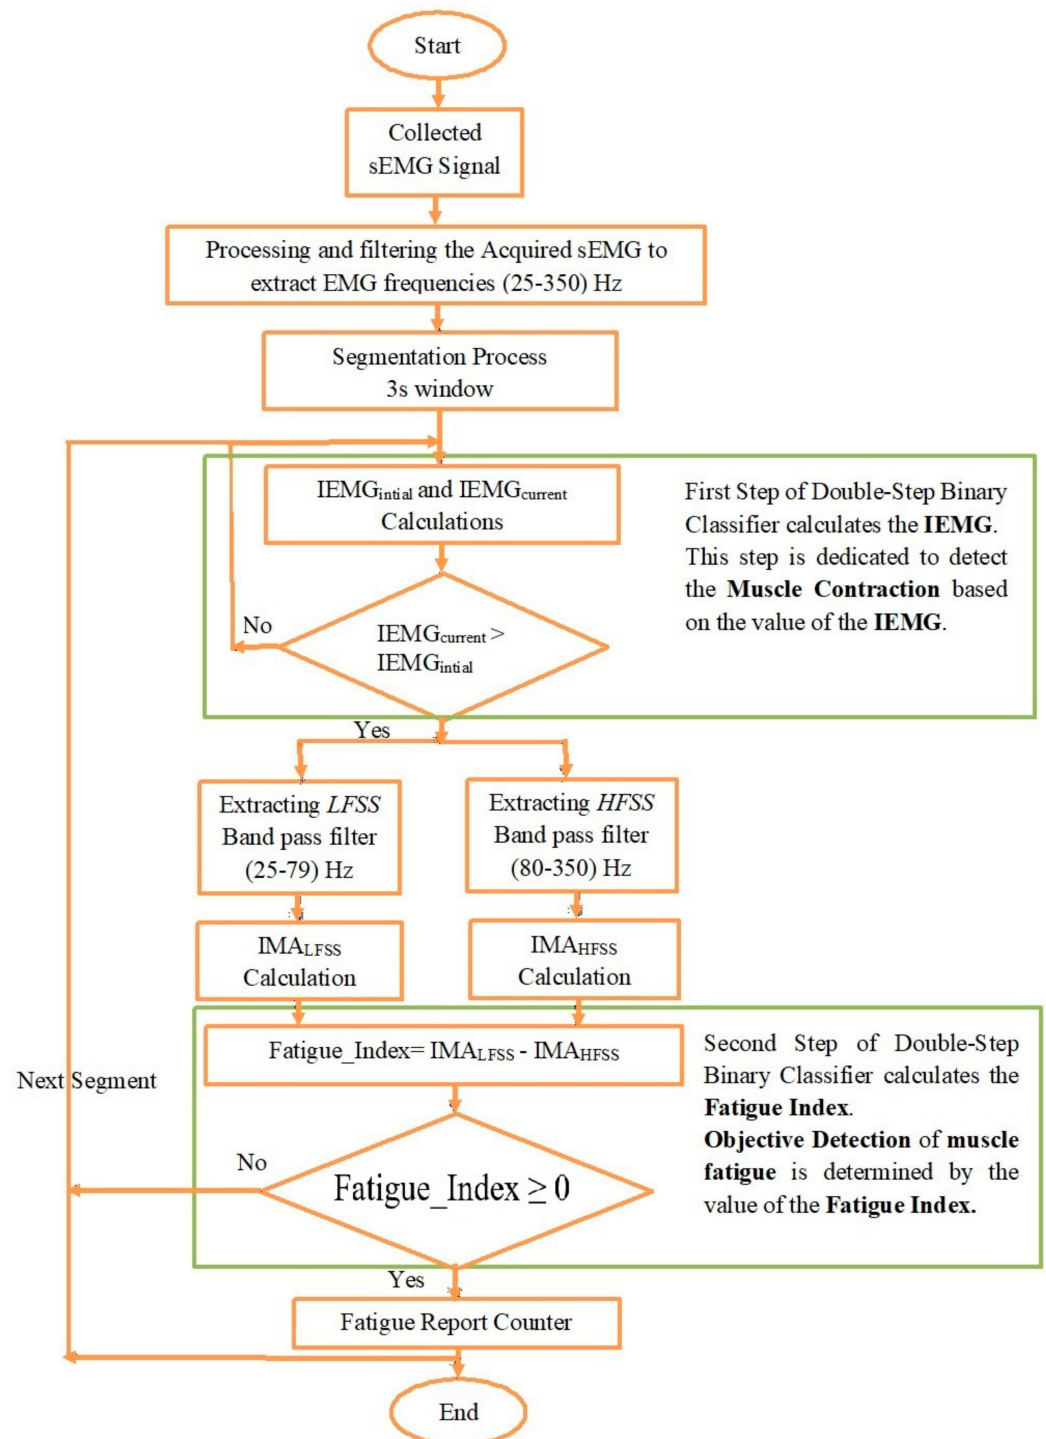 Start
Collected
sEMG Signal
Processing and filtering the Acquired sEMG to
extract EMG frequencies (25-350) Hz
Segmentation Process
3s window
IEMGintial and IEMGcurrent
Calculations
First Step of Double-Step Binary
Classifier calculates the IEMG.
This step is dedicated to detect
the Muscle Contraction based
on the value of the IEMG.
No
IEMGcurrent >
IEMGintial
Yes
Extracting LFSS
Band pass filter
(25-79) Hz
Extracting HFSS
Band pass filter
(80-350) Hz
IMALFSS
Calculation
IMAHFSS
Calculation
Fatigue_Index= IMALFSS - IMAHFSS
Second Step of Double-Step
Binary Classifier calculates the
Fatigue Index.
Objective Detection of muscle
fatigue is determined by the
value of the Fatigue Index.
Next Segment
No
Fatigue_Index ≥ 0
Yes
Fatigue Report Counter
End